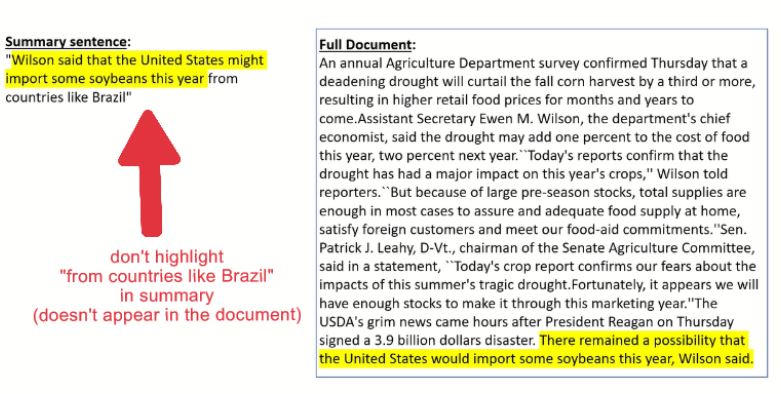 Summary sentence:
"Wilson said that the United States might
import some soybeans this year from
countries like Brazil"
don't highlight
"from countries like Brazil"
in summary
(doesn't appear in the document)
Full Document:
An annual Agriculture Department survey confirmed Thursday that a
deadening drought will curtail the fall corn harvest by a third or more,
resulting in higher retail food prices for months and years to
come.Assistant Secretary Ewen M. Wilson, the department's chief
economist, said the drought may add one percent to the cost of food
this year, two percent next year.``Today's reports confirm that the
drought has had a major impact on this year's crops,'' Wilson told
reporters.``But because of large pre-season stocks, total supplies are
enough in most cases to assure and adequate food supply at home,
satisfy foreign customers and meet our food-aid commitments.''Sen.
Patrick J. Leahy, D-Vt., chairman of the Senate Agriculture Committee,
said in a statement, ``Today's crop report confirms our fears about the
impacts of this summer's tragic drought.Fortunately, it appears we will
have enough stocks to make it through this marketing year.''The
USDA's grim news came hours after President Reagan on Thursday
signed a 3.9 billion dollars disaster. There remained a possibility that
the United States would import some soybeans this year, Wilson said.